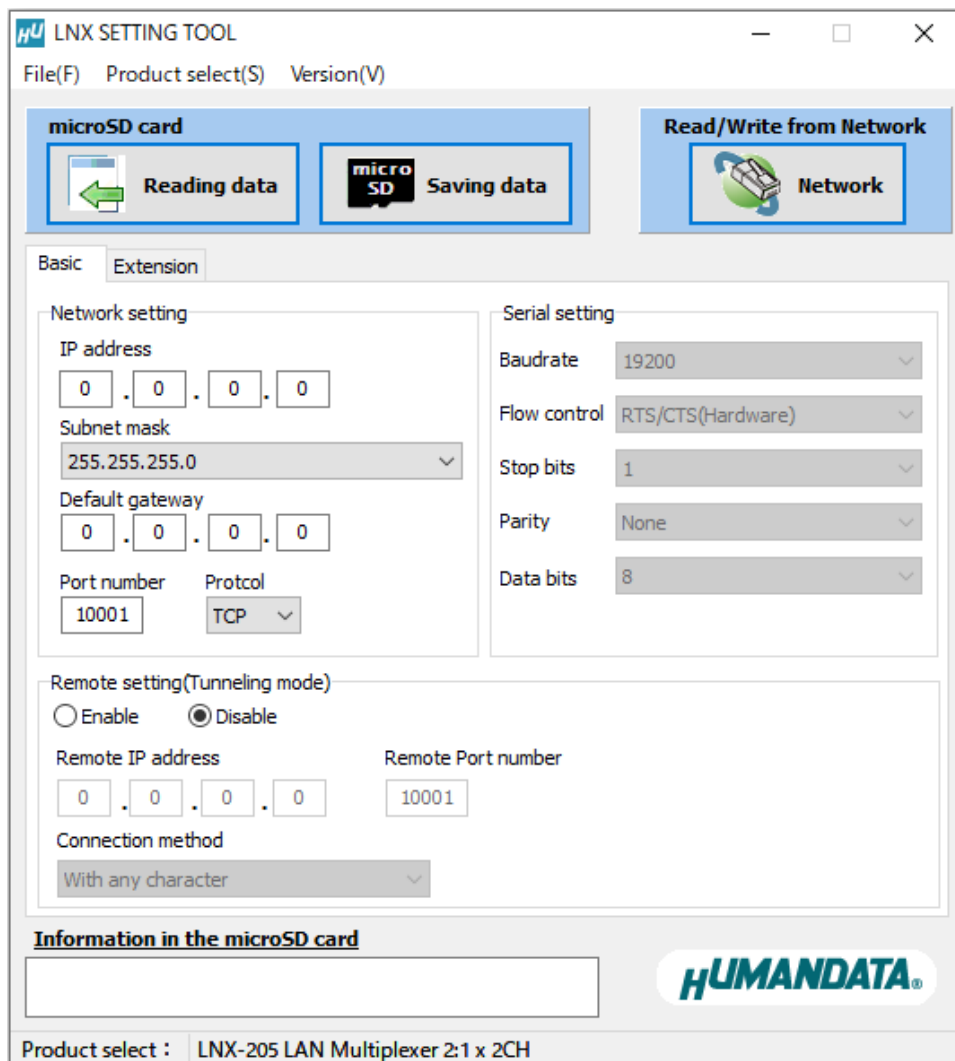 HU LNX SETTING TOOL
File(F) Product select(S) Version(V)
microSD card
Reading data
micro
SD
Saving data
Read/Write from Network
Network
Basic Extension
Network setting
IP address
0 . 0 . 0 . 0
Subnet mask
255.255.255.0
Default gateway
0 . 0 . 0 . 0
Port number Protcol
10001 TCP
Serial setting
Baudrate 19200
Flow control RTS/CTS(Hardware)
Stop bits 1
Parity None
Data bits 8
Remote setting(Tunneling mode)
Enable Disable
Remote IP address Remote Port number
0 . 0 . 0 . 0 10001
Connection method
With any character
Information in the microSD card
HUMANDATA®
Product select : LNX-205 LAN Multiplexer 2:1 x 2CH